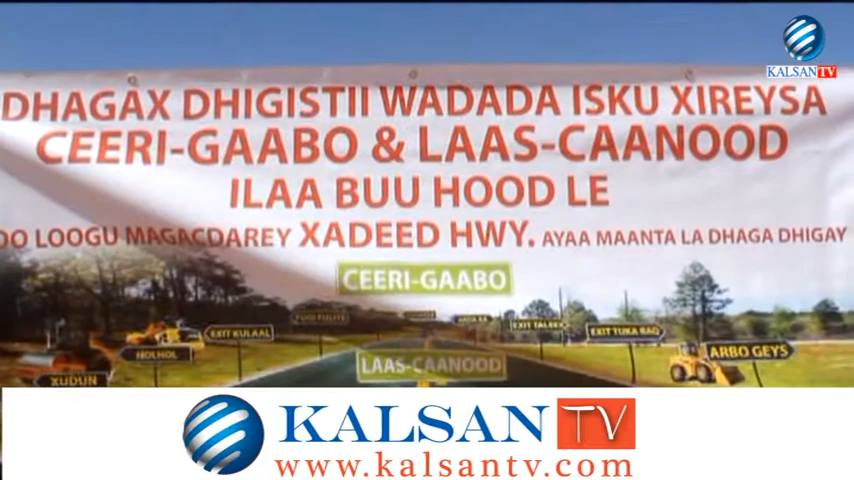 KALSAN TV
DHAGAX DHIGISTII WADADA ISKU XIREYSA
CEERI-GAABO & LAAS-CAANOOD
ILAA BUU HOOD LE
OO LOOGU MAGACDAREY XADEED HWY. AYAA MAANTA LA DHAGA DHIGAY
CEERI-GAABO
EXIT KULAAL
EXIT TUKA RAQ
HOLHOL
ARBO GEYS
LAAS-CAANOOD
XUDUN
KALSAN TV
www.kalsantv.com